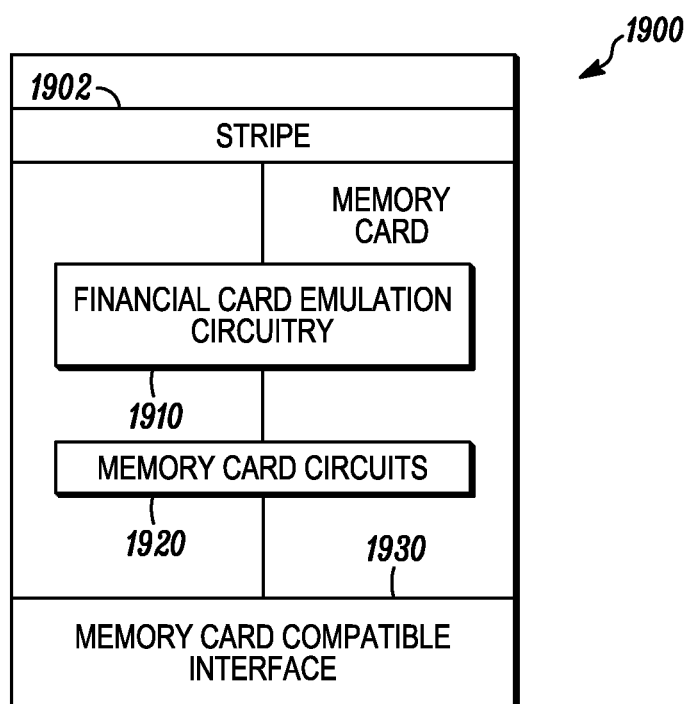 1900
1902
STRIPE
MEMORY
CARD
FINANCIAL CARD EMULATION
CIRCUITRY
1910
MEMORY CARD CIRCUITS
1920
1930
MEMORY CARD COMPATIBLE
INTERFACE